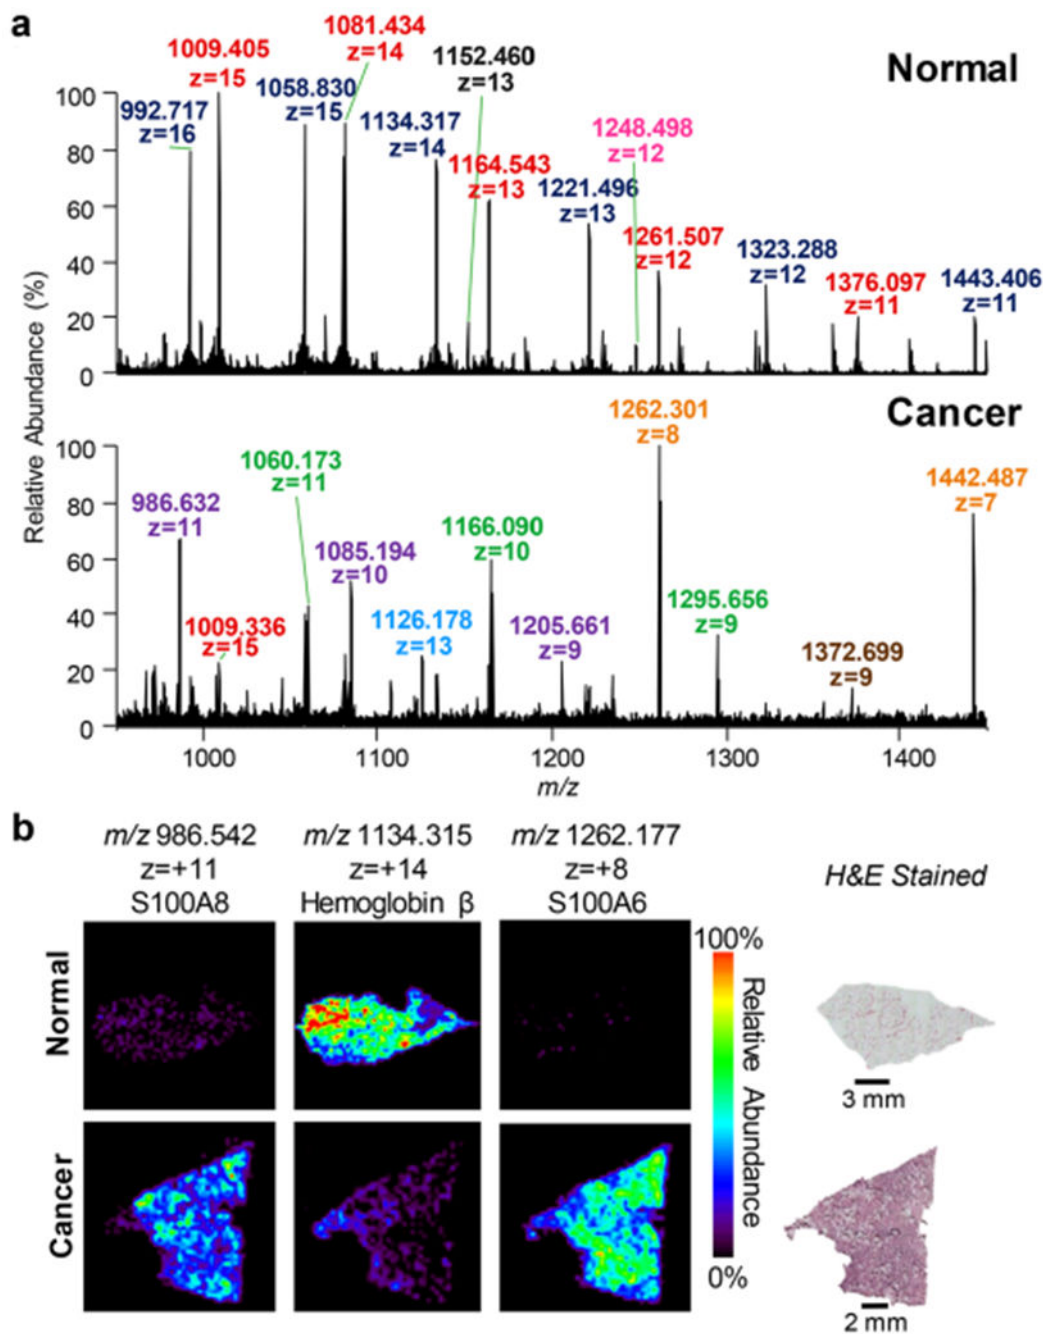 a
Normal
Relative Abundance (%)
100
80
60
40
20
0
992.717
z=16
1009.405
z=15
1058.830
z=15
1081.434
z=14
1134.317
z=14
1152.460
z=13
1164.543
z=13
1221.496
z=13
1248.498
z=12
1261.507
z=12
1323.288
z=12
1376.097
z=11
1443.406
z=11
Cancer
100
80
60
40
20
0
986.632
z=11
1009.336
z=15
1060.173
z=11
1085.194
z=10
1126.178
z=13
1166.090
z=10
1205.661
z=9
1262.301
z=8
1295.656
z=9
1372.699
z=9
1442.487
z=7
1000 1100 1200 1300 1400
m/z
b
m/z 986.542
z=+11
S100A8
m/z 1134.315
z=+14
Hemoglobin β
m/z 1262.177
z=+8
S100A6
H&E Stained
Normal
Cancer
100%
Relative Abundance
0%
3 mm
2 mm